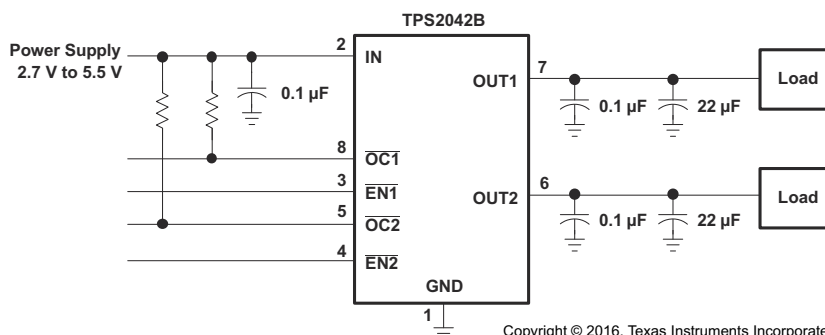 TPS2042B
Power Supply
2.7 V to 5.5 V
2
IN
0.1 µF
OUT1
7
0.1 µF
22 µF
Load
8
OC1
3
EN1
5
OC2
4
EN2
OUT2
6
0.1 µF
22 µF
Load
GND
1
Copyright © 2016, Texas Instruments Incorporate